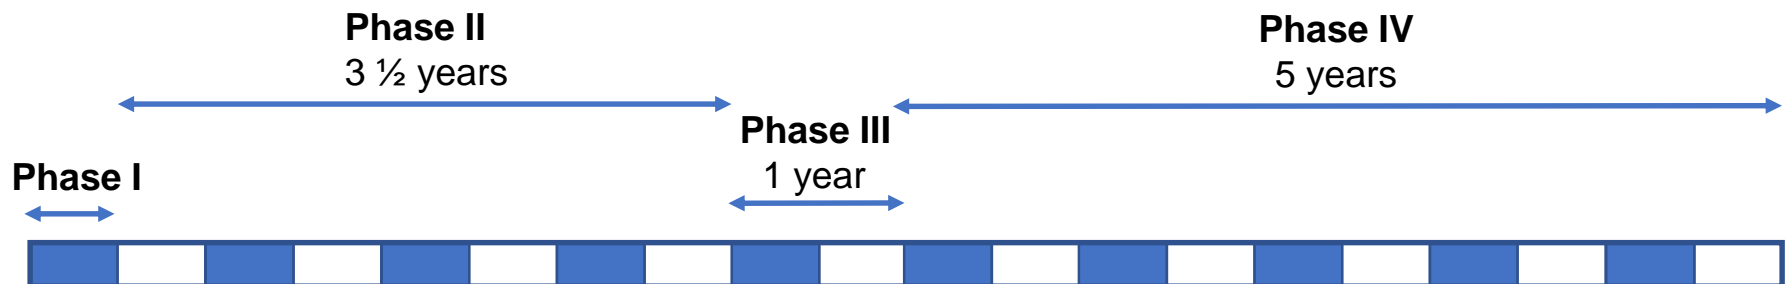 Phase I
Phase II
3 ½ years
Phase III
1 year
Phase IV
5 years